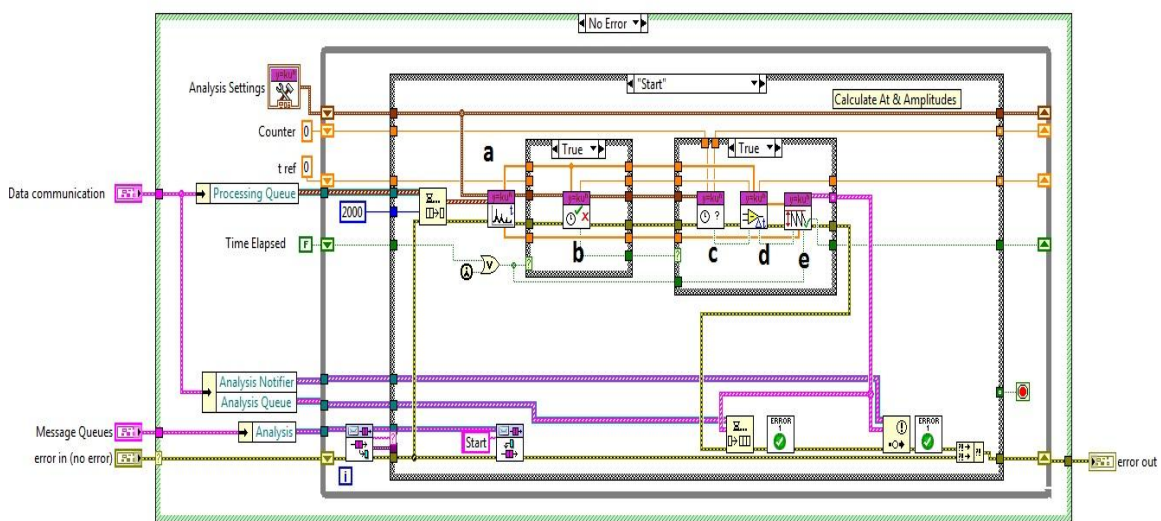 No Error
"Start"
Analysis Settings
Calculate At & Amplitudes
Counter
0
a
True
True
t ref
0
Data communication
Processing Queue
2000
t
?
Time Elapsed
F
b
c
d
e
V
Analysis Notifier
Analysis Queue
Message Queues
Analysis
Start
ERROR
1
ERROR
1
error in (no error)
i
error out